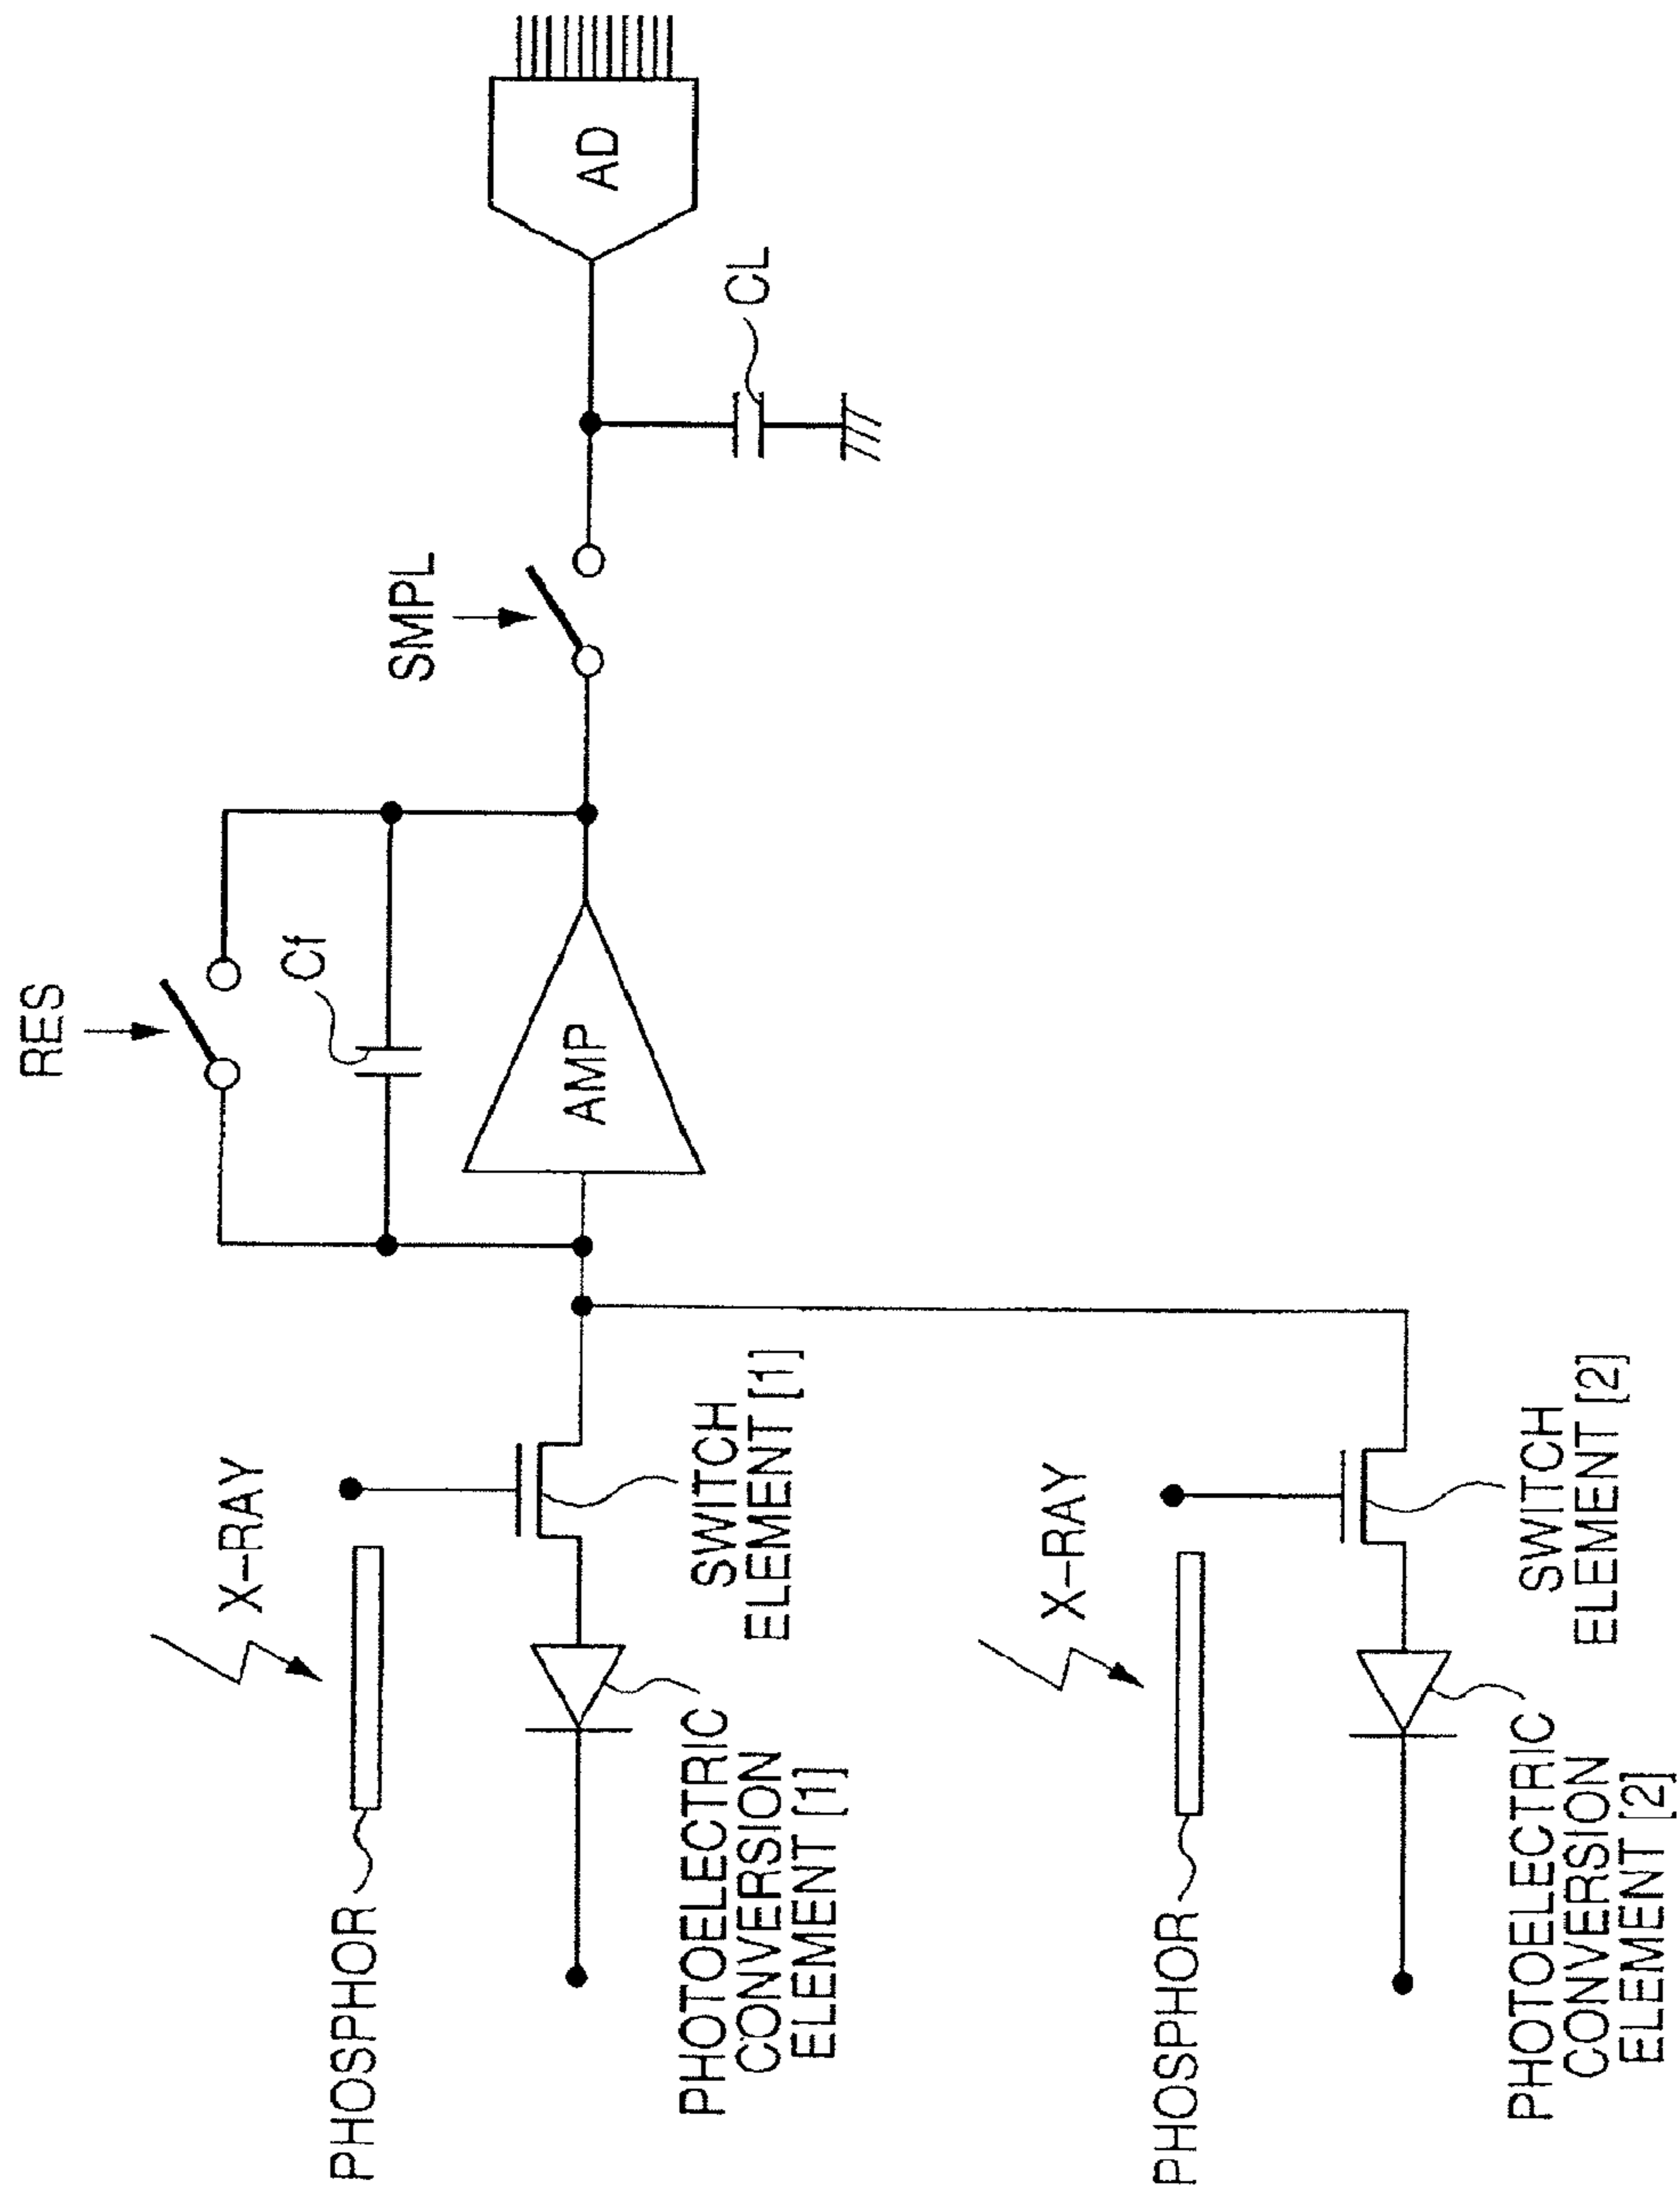 RES
Cf
AMP
SMPL
CL
AD
X-RAY
PHOSPHOR
SWITCH
ELEMENT [1]
PHOTOELECTRIC
CONVERSION
ELEMENT [1]
X-RAY
PHOSPHOR
SWITCH
ELEMENT [2]
PHOTOELECTRIC
CONVERSION
ELEMENT [2]